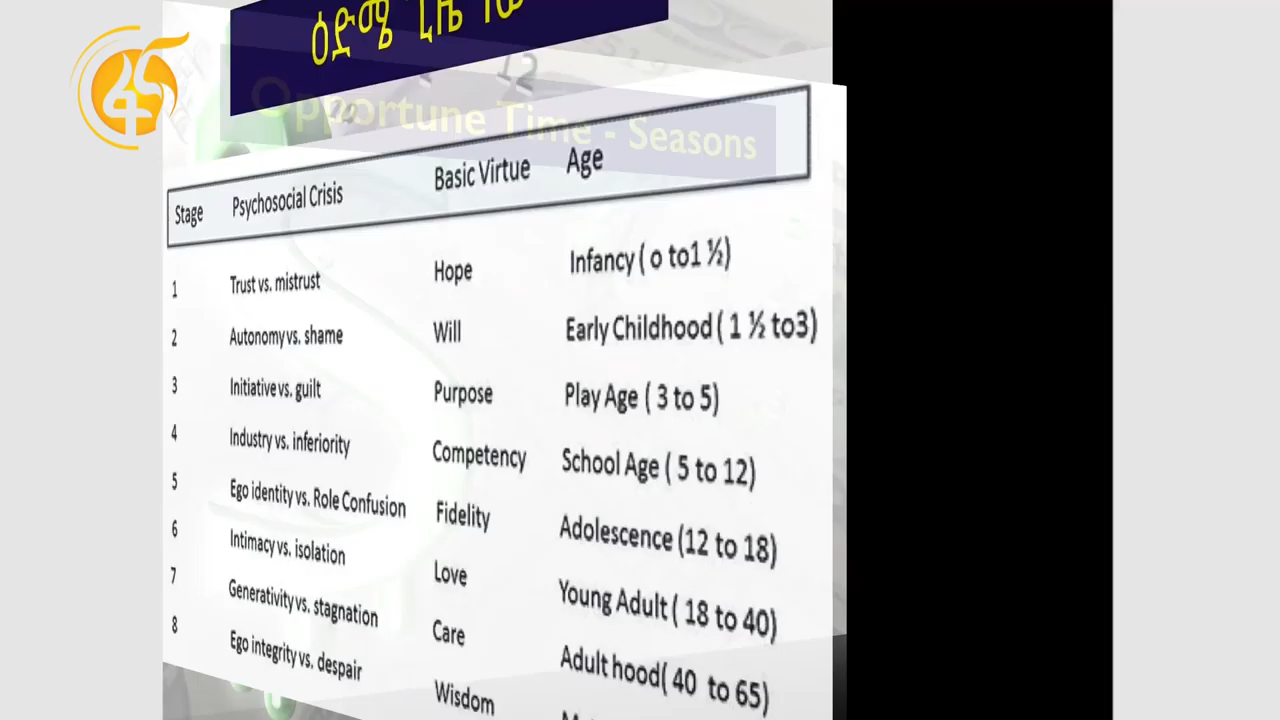 ዕድሜ ጊዜ ነው
Opportune Time - Seasons
Stage Psychosocial Crisis Basic Virtue Age
1 Trust vs. mistrust Hope Infancy ( o to1 ½)
2 Autonomy vs. shame Will Early Childhood ( 1 ½ to3)
3 Initiative vs. guilt Purpose Play Age ( 3 to 5)
4 Industry vs. inferiority Competency School Age ( 5 to 12)
5 Ego identity vs. Role Confusion Fidelity Adolescence (12 to 18)
6 Intimacy vs. isolation Love Young Adult ( 18 to 40)
7 Generativity vs. stagnation Care Adult hood( 40 to 65)
8 Ego integrity vs. despair Wisdom
12